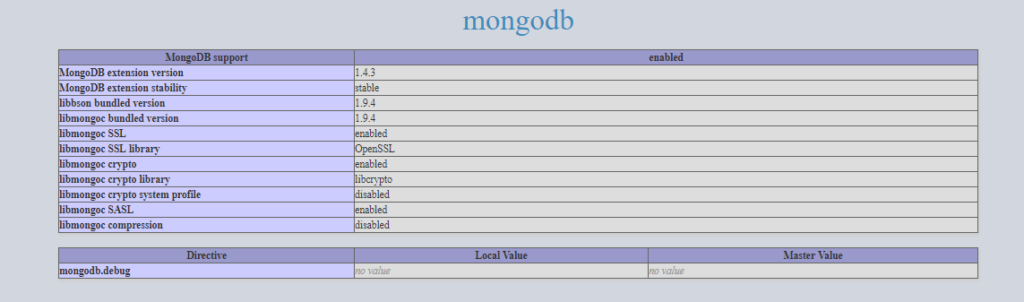 mongodb
MongoDB support enabled
MongoDB extension version 1.4.3
MongoDB extension stability stable
libbson bundled version 1.9.4
libmongoc bundled version 1.9.4
libmongoc SSL enabled
libmongoc SSL library OpenSSL
libmongoc crypto enabled
libmongoc crypto library libcrypto
libmongoc crypto system profile disabled
libmongoc SASL enabled
libmongoc compression disabled
Directive Local Value Master Value
mongodb.debug no value no value